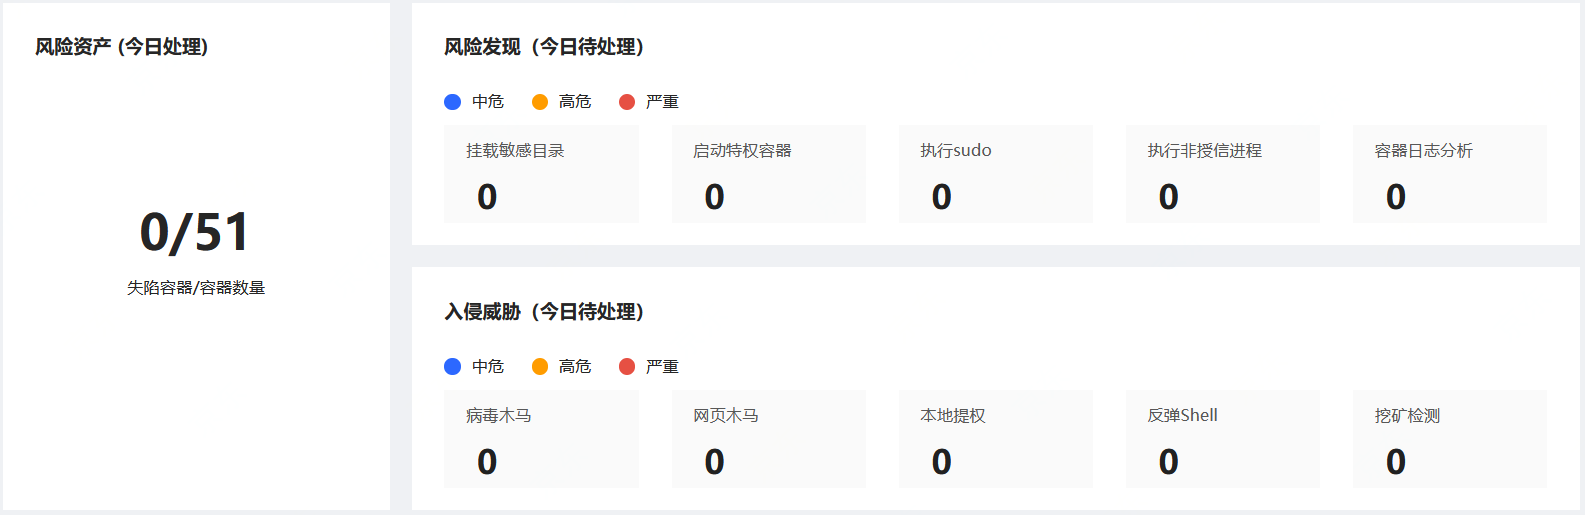 风险资产 (今日处理)
0/51
失陷容器/容器数量
风险发现（今日待处理）
中危 高危 严重
挂载敏感目录 启动特权容器 执行sudo 执行非授信进程 容器日志分析
0 0 0 0 0
入侵威胁（今日待处理）
中危 高危 严重
病毒木马 网页木马 本地提权 反弹Shell 挖矿检测
0 0 0 0 0